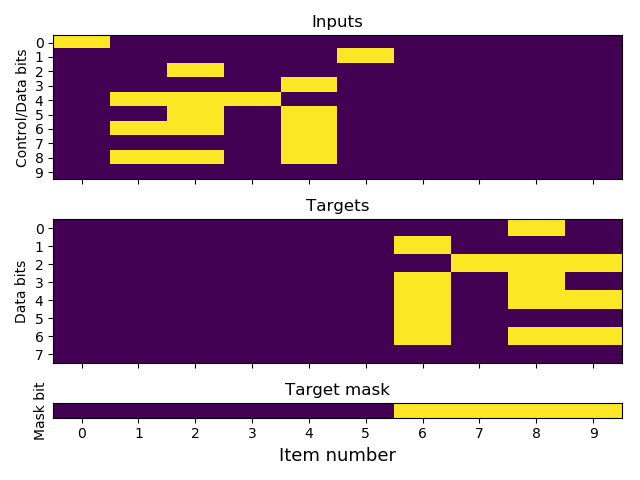 Inputs
Control/Data bits
0
1
2
3
4
5
6
7
8
9
Targets
Data bits
0
1
2
3
4
5
6
7
Target mask
Mask bit
0 1 2 3 4 5 6 7 8 9
Item number